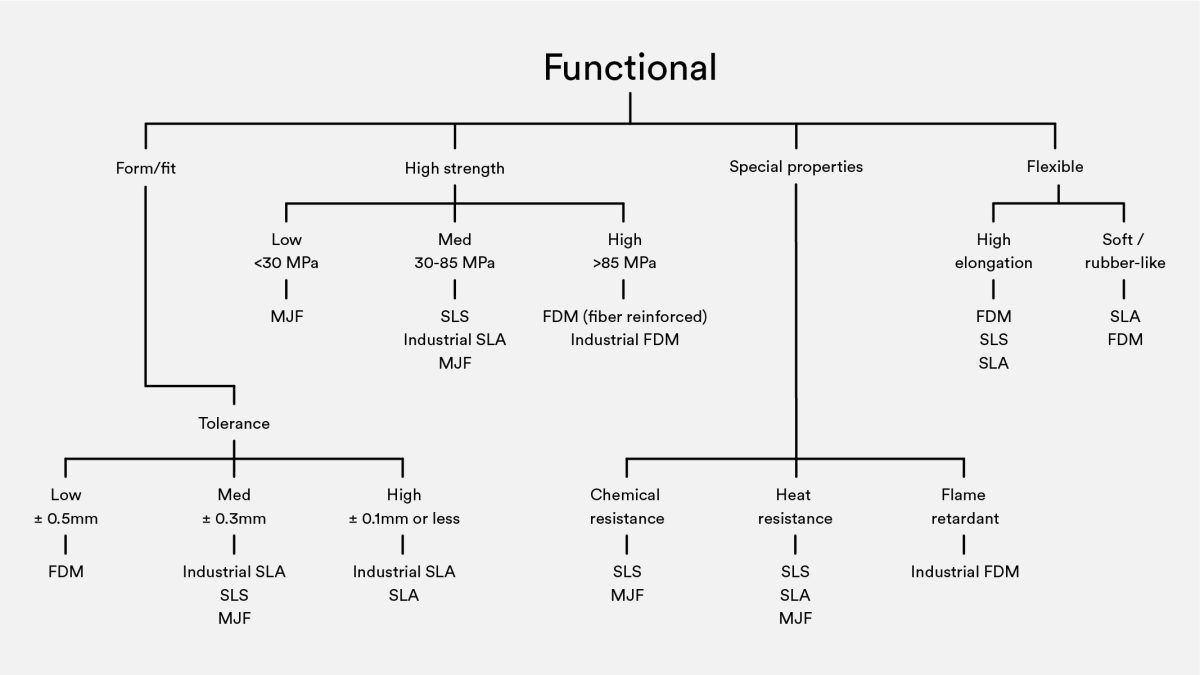 Functional
Form/fit
High strength
Special properties
Flexible
Low
<30 MPa
MJF
Med
30-85 MPa
SLS
Industrial SLA
MJF
High
>85 MPa
FDM (fiber reinforced)
Industrial FDM
High
elongation
FDM
SLS
SLA
Soft /
rubber-like
SLA
FDM
Tolerance
Low
± 0.5mm
FDM
Med
± 0.3mm
Industrial SLA
SLS
MJF
High
± 0.1mm or less
Industrial SLA
SLA
Chemical
resistance
SLS
MJF
Heat
resistance
SLS
SLA
MJF
Flame
retardant
Industrial FDM